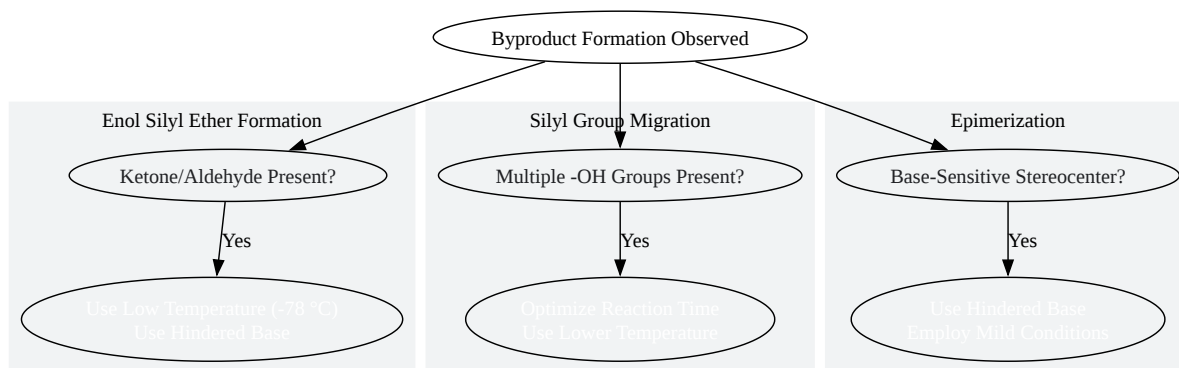 Byproduct Formation Observed
Enol Silyl Ether Formation
Silyl Group Migration
Epimerization
Ketone/Aldehyde Present?
Multiple -OH Groups Present?
Base-Sensitive Stereocenter?
Yes
Yes
Yes
Use Low Temperature (-78 °C)
Use Hindered Base
Optimize Reaction Time
Use Lower Temperature
Use Hindered Base
Employ Mild Conditions